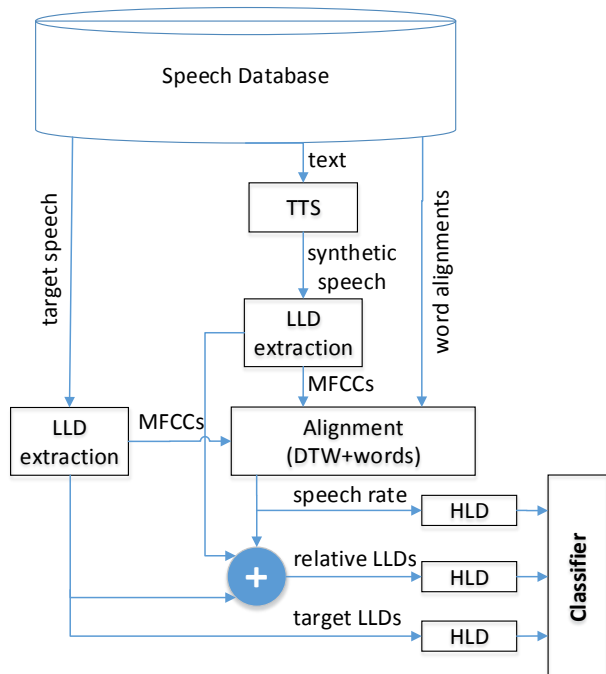 Speech Database
text
TTS
target speech
synthetic
speech
word alignments
LLD
extraction
MFCCs
MFCCs
LLD
extraction
Alignment
(DTW+words)
speech rate
HLD
+
relative LLDs
HLD
target LLDs
HLD
Classifier